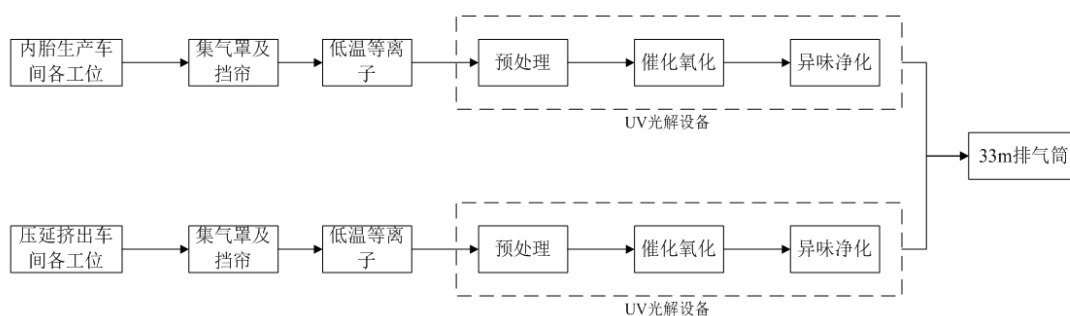 内胎生产车
间各工位
集气罩及
挡帘
低温等离
子
预处理
催化氧化
异味净化
UV光解设备
33m排气筒
压延挤出车
间各工位
集气罩及
挡帘
低温等离
子
预处理
催化氧化
异味净化
UV光解设备